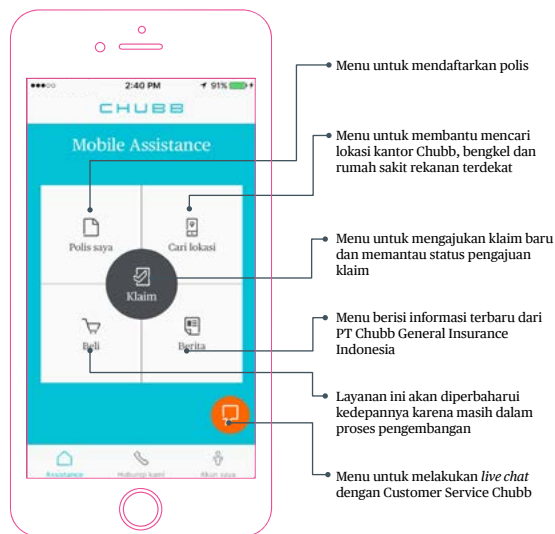 2:40 PM
91%
CHUBB
Mobile Assistance
Polis saya
Cari lokasi
Klaim
Beli
Berita
Assistance
Hubungi kami
Akun saya
Menu untuk mendaftarkan polis
Menu untuk membantu mencari
lokasi kantor Chubb, bengkel dan
rumah sakit rekanan terdekat
Menu untuk mengajukan klaim baru
dan memantau status pengajuan
klaim
Menu berisi informasi terbaru dari
PT Chubb General Insurance
Indonesia
Layanan ini akan diperbaharui
kedepannya karena masih dalam
proses pengembangan
Menu untuk melakukan live chat
dengan Customer Service Chubb